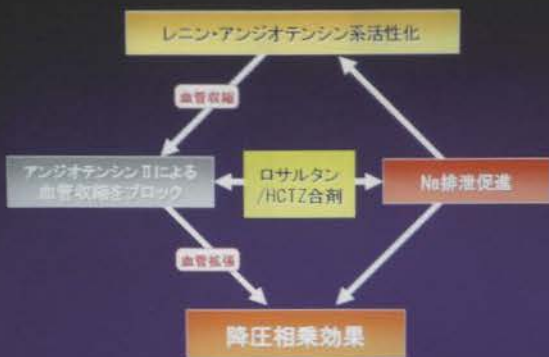 レニン・アンジオテンシン系活性化
血管収縮
アンジオテンシンⅡによる
血管収縮をブロック
ロサルタン
/HCTZ合剤
Na排泄促進
血管拡張
降圧相乗効果